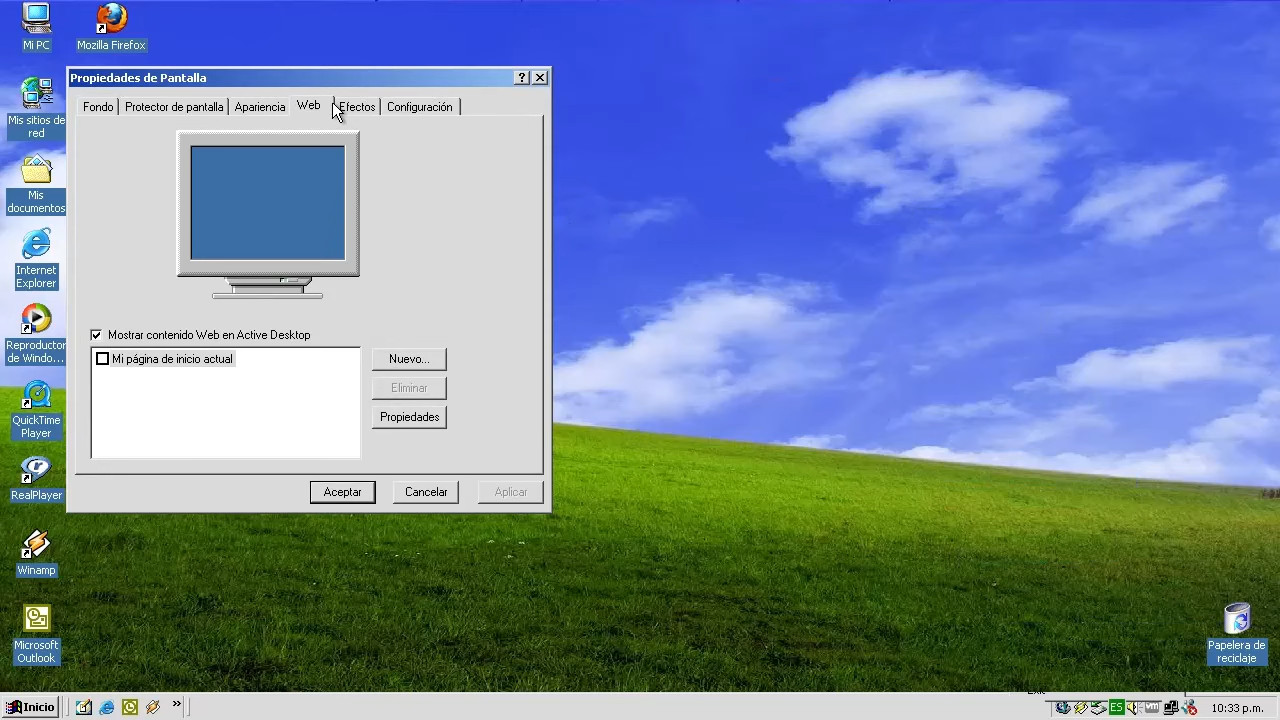 Mi PC
Mozilla Firefox
Mis sitios de
red
Mis
documentos
Internet
Explorer
Reproductor
de Windo...
QuickTime
Player
RealPlayer
Winamp
Microsoft
Outlook
Propiedades de Pantalla
Fondo
Protector de pantalla
Apariencia
Web
Efectos
Configuración
Mostrar contenido Web en Active Desktop
Mi página de inicio actual
Nuevo...
Eliminar
Propiedades
Aceptar
Cancelar
Aplicar
Papelera de
reciclaje
Inicio
ES
vm
10:33 p.m.